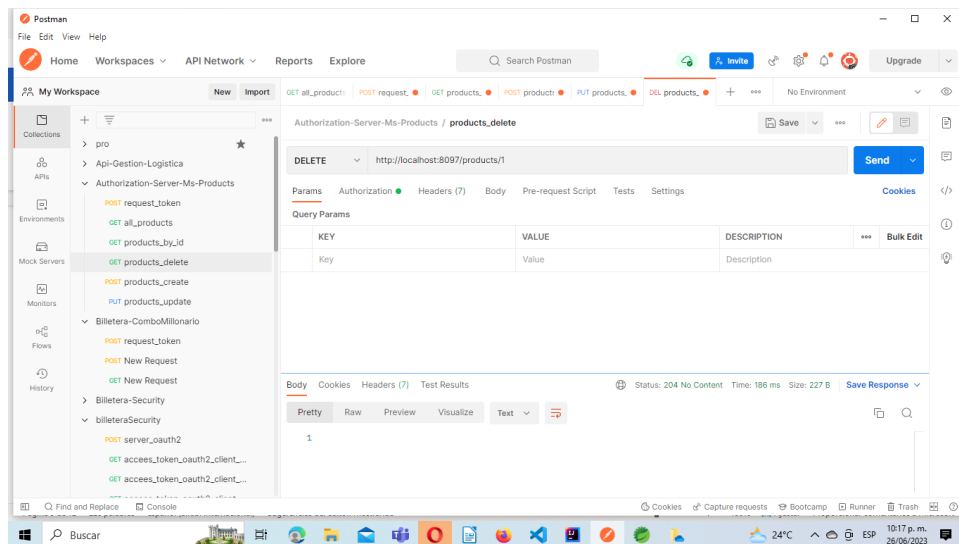 Postman
File Edit View Help
Home Workspaces API Network Reports Explore
Search Postman
Invite
Upgrade
My Workspace
New Import
GET all_product
POST request_
GET products_
POST product
PUT products_
DEL products_
No Environment
Collections
APIs
Environments
Mock Servers
Monitors
Flows
History
pro
Api-Gestion-Logistica
Authorization-Server-Ms-Products
POST request_token
GET all_products
GET products_by_id
GET products_delete
POST products_create
PUT products_update
Billetera-ComboMillonario
POST request_token
POST New Request
GET New Request
Billetera-Security
billeteraSecurity
POST server_oauth2
GET accees_token_oauth2_client_...
GET accees_token_oauth2_client_...
Authorization-Server-Ms-Products / products_delete
Save
DELETE http://localhost:8097/products/1
Send
Params Authorization Headers (7) Body Pre-request Script Tests Settings
Cookies
Query Params
KEY VALUE DESCRIPTION Bulk Edit
Key Value Description
Body Cookies Headers (7) Test Results
Status: 204 No Content Time: 186 ms Size: 227 B Save Response
Pretty Raw Preview Visualize Text
1
Find and Replace Console
Cookies Capture requests Bootcamp Runner Trash
Buscar
24°C
ESP
10:17 p. m.
26/06/2023